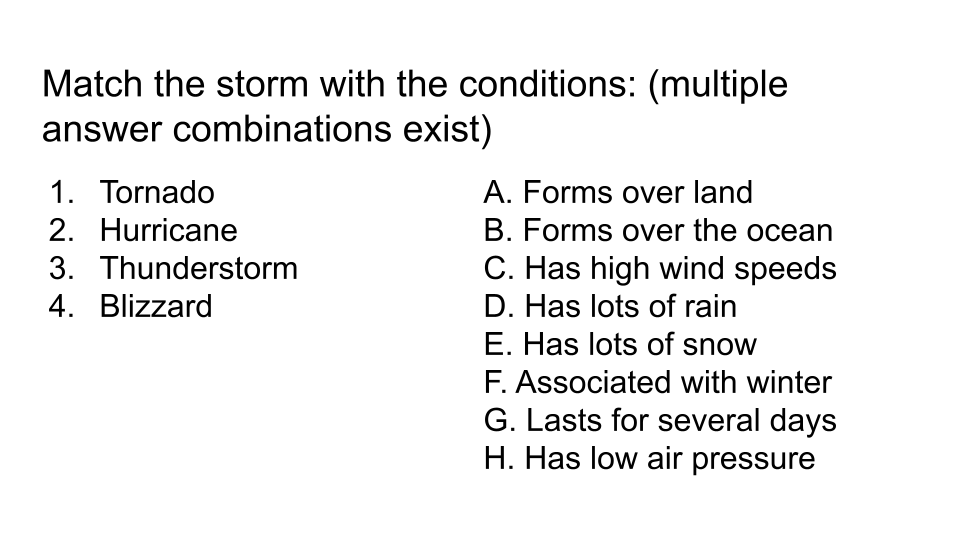 Match the storm with the conditions: (multiple
answer combinations exist)
1. Tornado
2. Hurricane
3. Thunderstorm
4. Blizzard
A. Forms over land
B. Forms over the ocean
C. Has high wind speeds
D. Has lots of rain
E. Has lots of snow
F. Associated with winter
G. Lasts for several days
H. Has low air pressure